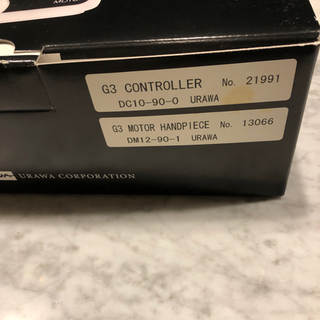 G3 CONTROLLER No. 21991
DC10-90-0 URAWA
G3 MOTOR HANDPIECE No. 13066
DM12-90-1 URAWA
URAWA CORPORATION